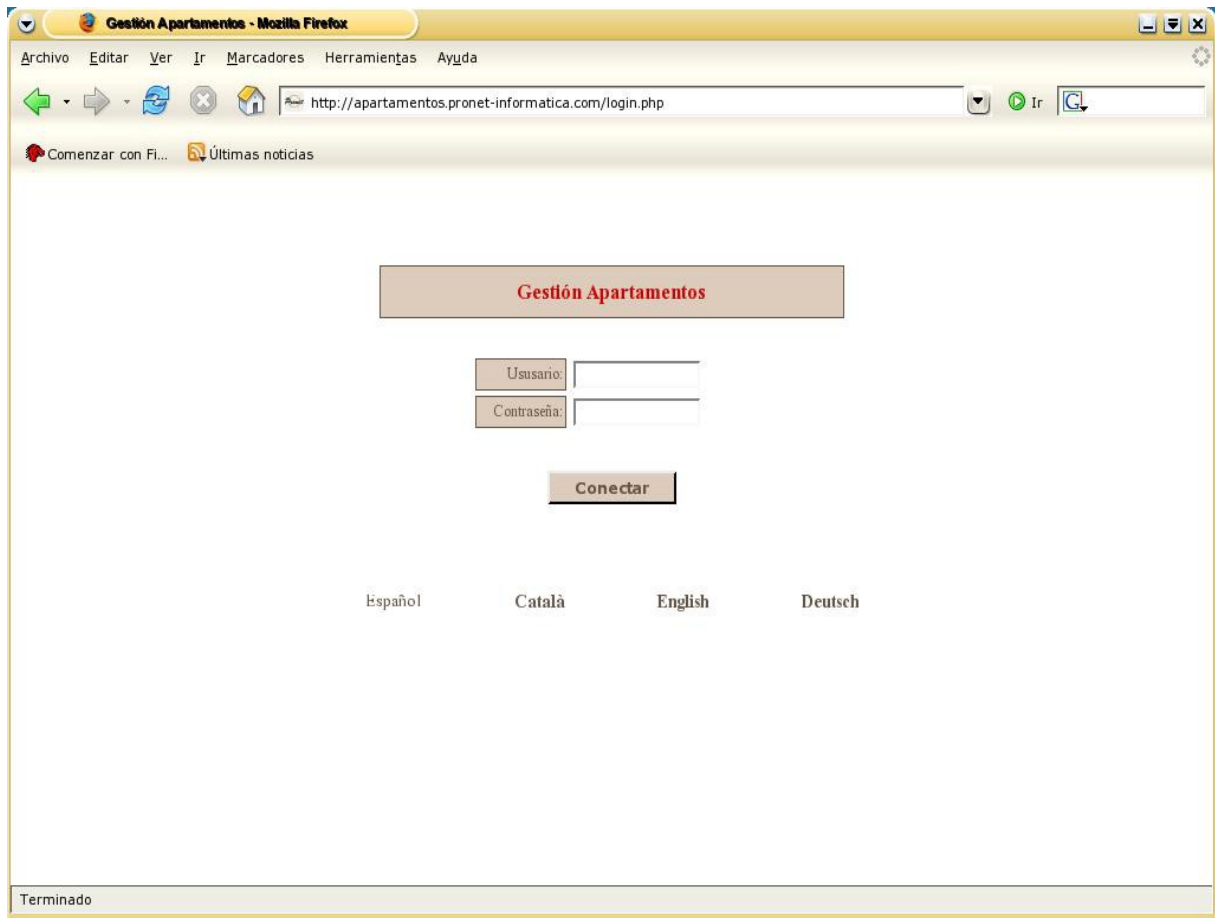 Gestión Apartamentos - Mozilla Firefox
Archivo Editar Ver Ir Marcadores Herramientas Ayuda
http://apartamentos.pronet-informatica.com/login.php Ir G
Comenzar con Fi... Últimas noticias
Gestión Apartamentos
Ususario:
Contraseña:
Conectar
Español Català English Deutsch
Terminado